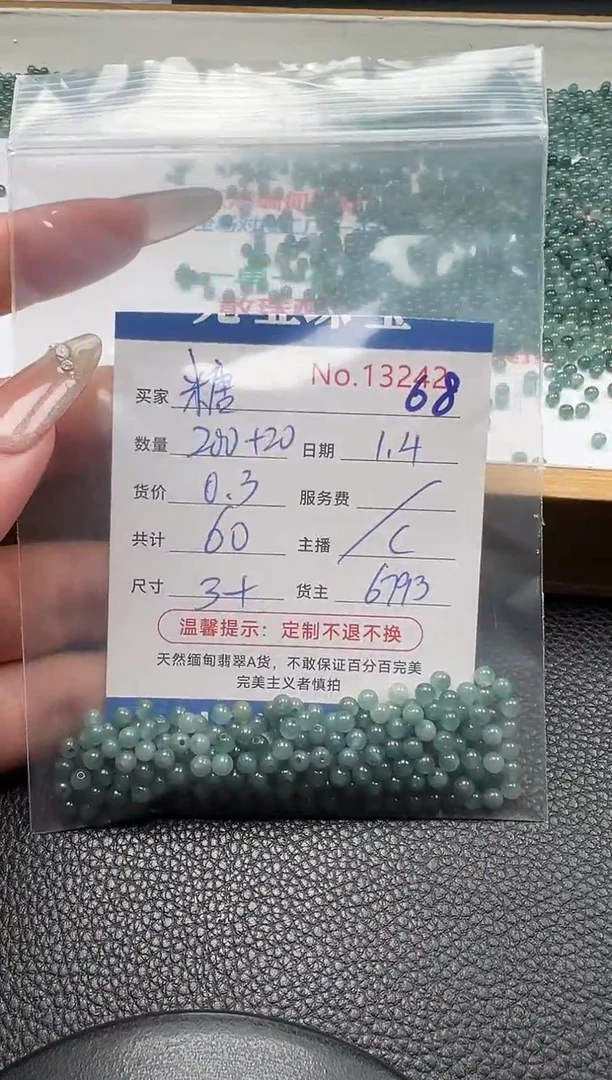 No.13242
68
买家 糖
数量 200+20 日期 1.4
货价 0.3 服务费 /
共计 60 主播 C
尺寸 3+ 货主 6793
温馨提示：定制不退不换
天然缅甸翡翠A货，不敢保证百分百完美
完美主义者慎拍